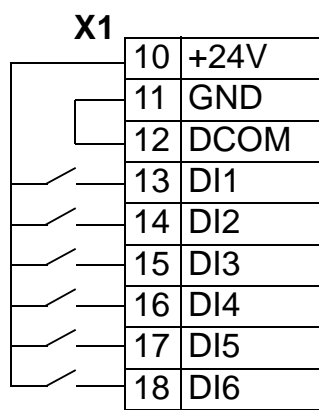 X1
10 +24V
11 GND
12 DCOM
13 DI1
14 DI2
15 DI3
16 DI4
17 DI5
18 DI6